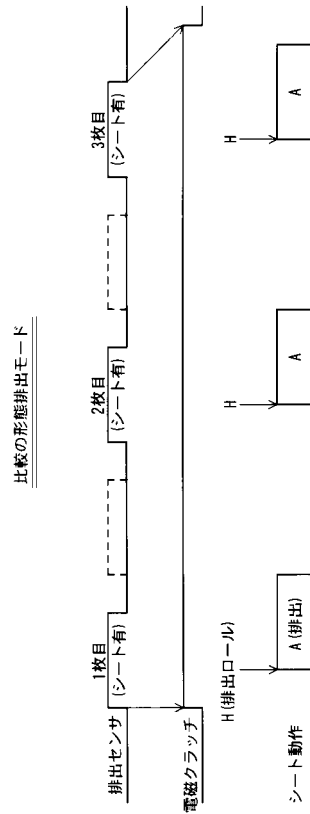 比較の形態排出モード
排出センサ
1枚目
(シート有)
2枚目
(シート有)
3枚目
(シート有)
電磁クラッチ
H(排出ロール)
H
H
シート動作
A(排出)
A
A